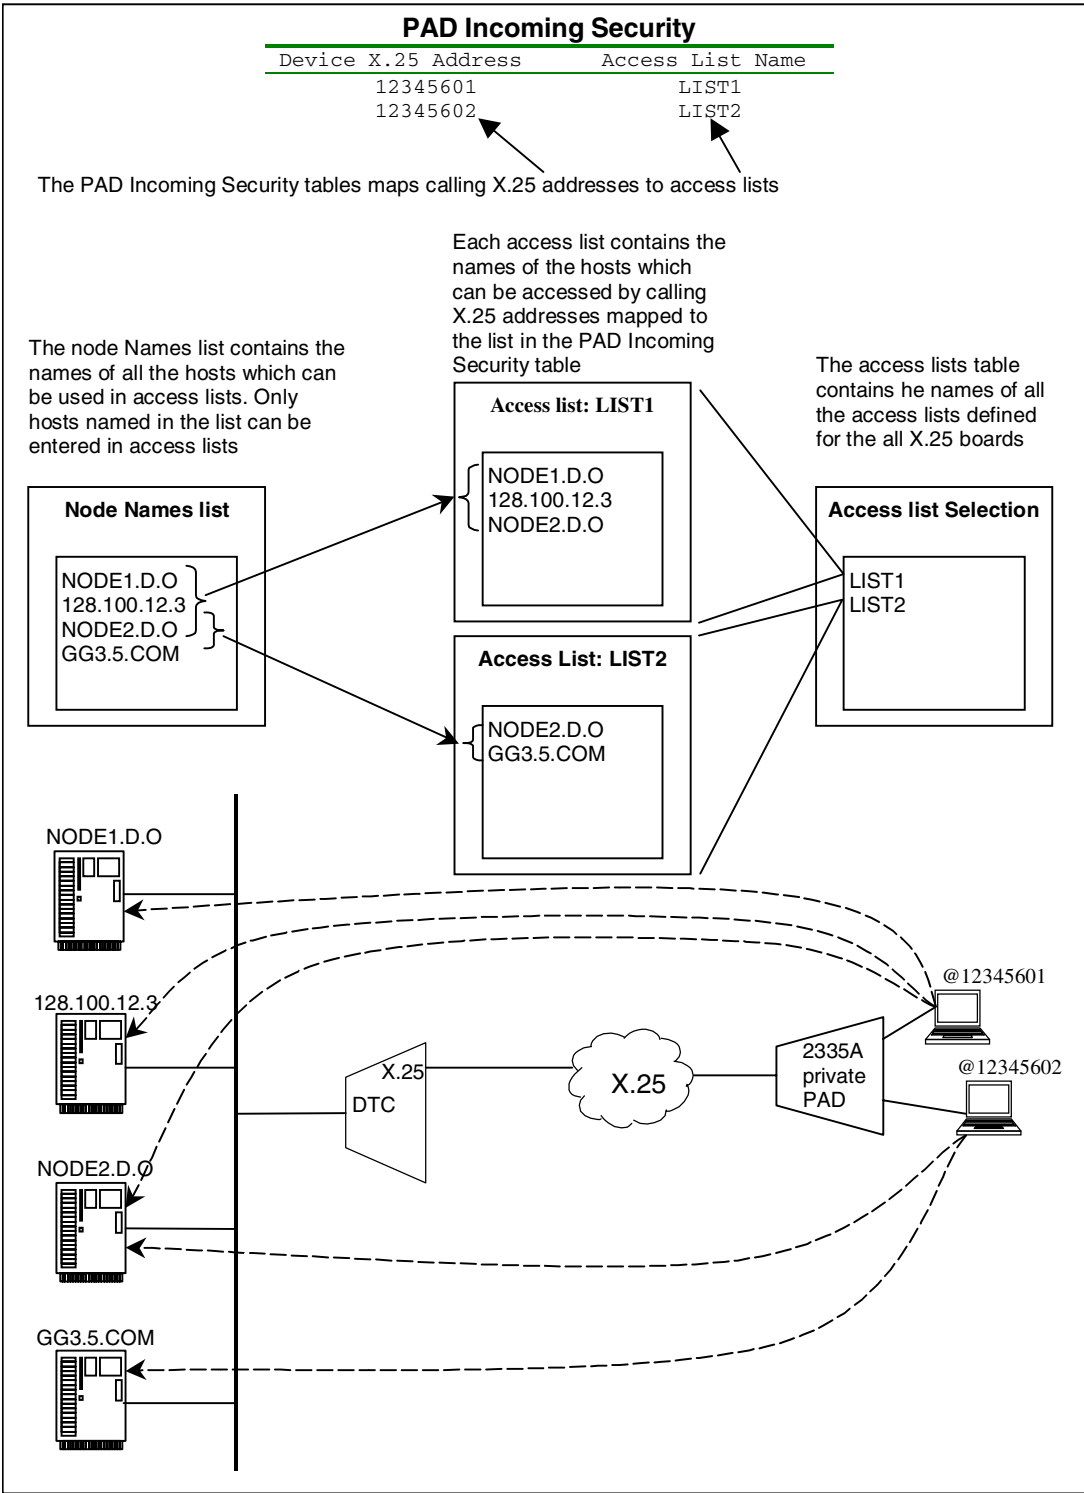 PAD Incoming Security
Device X.25 Address Access List Name
12345601 LIST1
12345602 LIST2
The PAD Incoming Security tables maps calling X.25 addresses to access lists
Each access list contains the
names of the hosts which
can be accessed by calling
X.25 addresses mapped to
the list in the PAD Incoming
Security table
The node Names list contains the
names of all the hosts which can
be used in access lists. Only
hosts named in the list can be
entered in access lists
The access lists table
contains he names of all
the access lists defined
for the all X.25 boards
Access list: LIST1
NODE1.D.O
128.100.12.3
NODE2.D.O
Node Names list
NODE1.D.O
128.100.12.3
NODE2.D.O
GG3.5.COM
Access list Selection
LIST1
LIST2
Access List: LIST2
NODE2.D.O
GG3.5.COM
NODE1.D.O
128.100.12.3
NODE2.D.O
GG3.5.COM
X.25
DTC
X.25
2335A
private
PAD
@12345601
@12345602